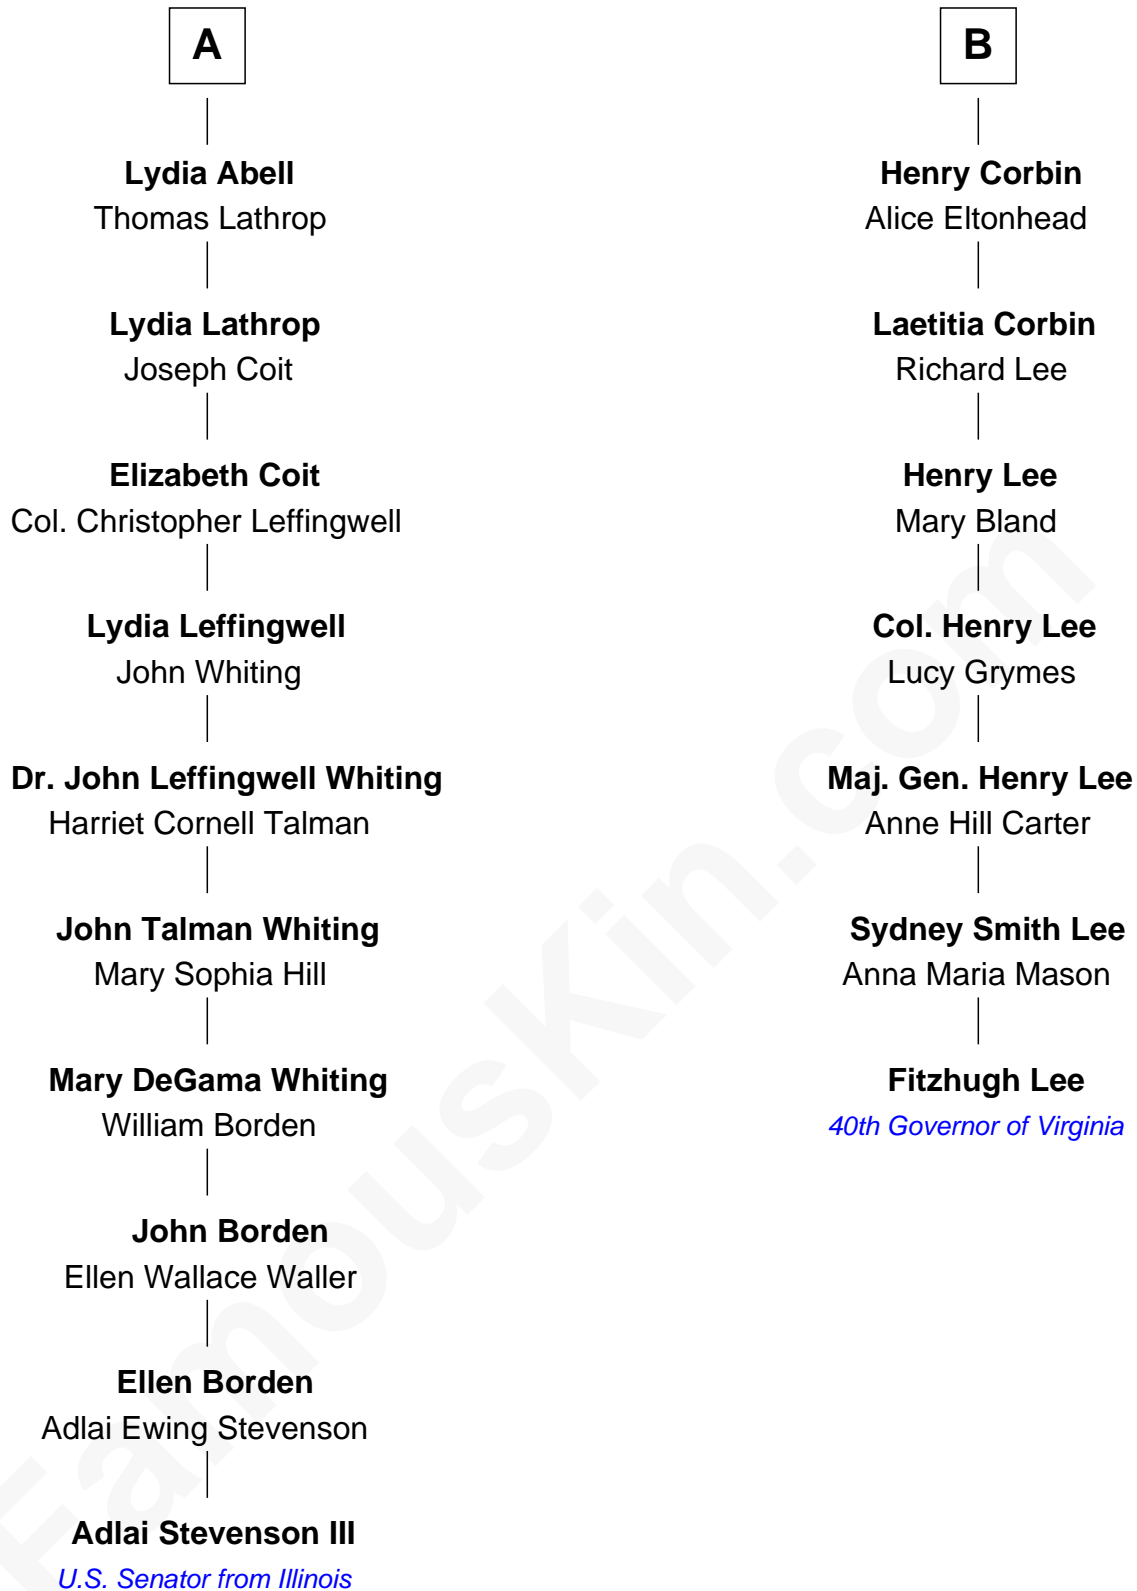 A
Lydia Abell
Thomas Lathrop
Lydia Lathrop
Joseph Coit
Elizabeth Coit
Col. Christopher Leffingwell
Lydia Leffingwell
John Whiting
Dr. John Leffingwell Whiting
Harriet Cornell Talman
John Talman Whiting
Mary Sophia Hill
Mary DeGama Whiting
William Borden
John Borden
Ellen Wallace Waller
Ellen Borden
Adlai Ewing Stevenson
Adlai Stevenson III
U.S. Senator from Illinois
B
Henry Corbin
Alice Eltonhead
Laetitia Corbin
Richard Lee
Henry Lee
Mary Bland
Col. Henry Lee
Lucy Grymes
Maj. Gen. Henry Lee
Anne Hill Carter
Sydney Smith Lee
Anna Maria Mason
Fitzhugh Lee
40th Governor of Virginia
FamousKin.com